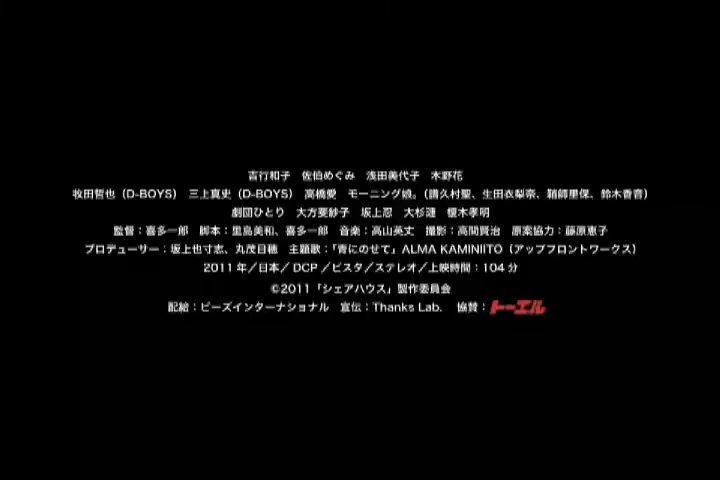 吉行和子 佐伯めぐみ 浅田美代子 木野花
牧田哲也（D-BOYS） 三上真史（D-BOYS） 高橋愛 モーニング娘。（譜久村聖、生田衣梨奈、鞘師里保、鈴木香音）
劇団ひとり 大方斐紗子 坂上忍 大杉漣 榎木孝明
監督：喜多一郎 脚本：里島美和、喜多一郎 音楽：高山英丈 撮影：高間賢治 原案協力：藤原恵子
プロデューサー：坂上也寸志、丸茂日穂 主題歌：「青にのせて」ALMA KAMINIITO（アップフロントワークス）
2011年／日本／DCP／ビスタ／ステレオ／上映時間：104分
©2011「シェアハウス」製作委員会
配給：ビーズインターナショナル 宣伝：Thanks Lab. 協賛：トーエル